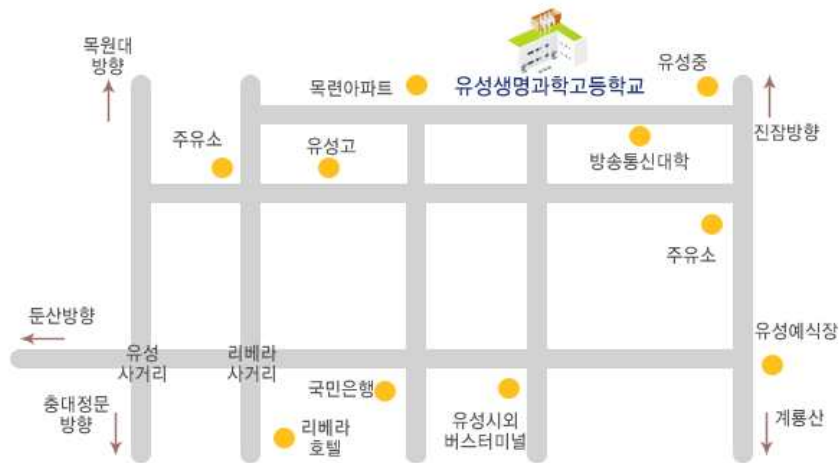 목원대
방향
목련아파트
유성생명과학고등학교
유성중
주유소
유성고
방송통신대학
진잠방향
주유소
둔산방향
유성
사거리
리베라
사거리
유성예식장
충대정문
방향
국민은행
리베라
호텔
유성시외
버스터미널
계룡산